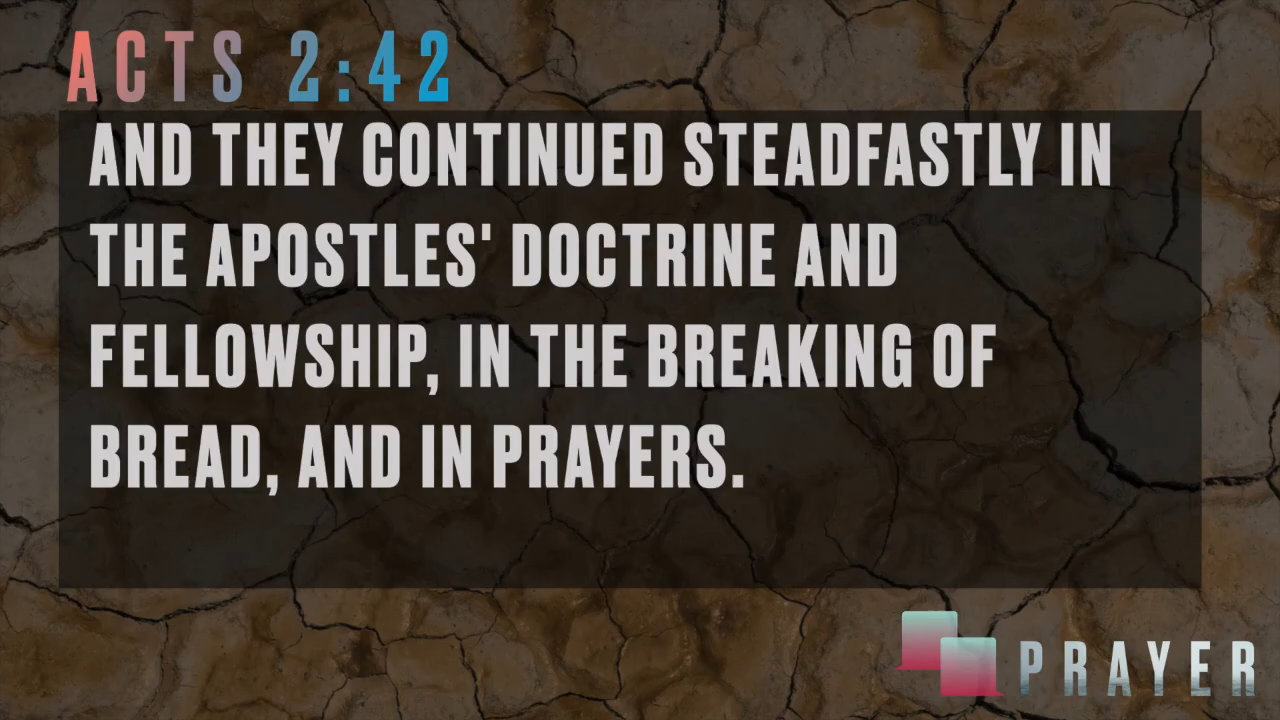 ACTS 2:42
AND THEY CONTINUED STEADFASTLY IN
THE APOSTLES' DOCTRINE AND
FELLOWSHIP, IN THE BREAKING OF
BREAD, AND IN PRAYERS.
PRAYER